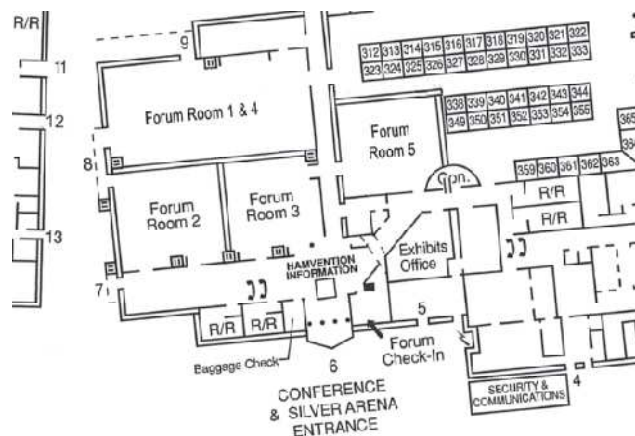 R/R
9
312 313 314 315 316 317 318 319 320 321 322
323 324 325 326 327 328 329 330 331 332 333
11
Forum Room 1 & 4
338 339 340 341 342 343 344
349 350 351 352 353 354 355
365
12
Forum
Room 5
8
359 360 361 362 363
Con.
R/R
R/R
Forum
Room 2
Forum
Room 3
13
HAMVENTION
INFORMATION
Exhibits
Office
7
5
R/R
R/R
Baggage Check
Forum
Check-In
6
4
CONFERENCE
& SILVER ARENA
ENTRANCE
SECURITY &
COMMUNICATIONS